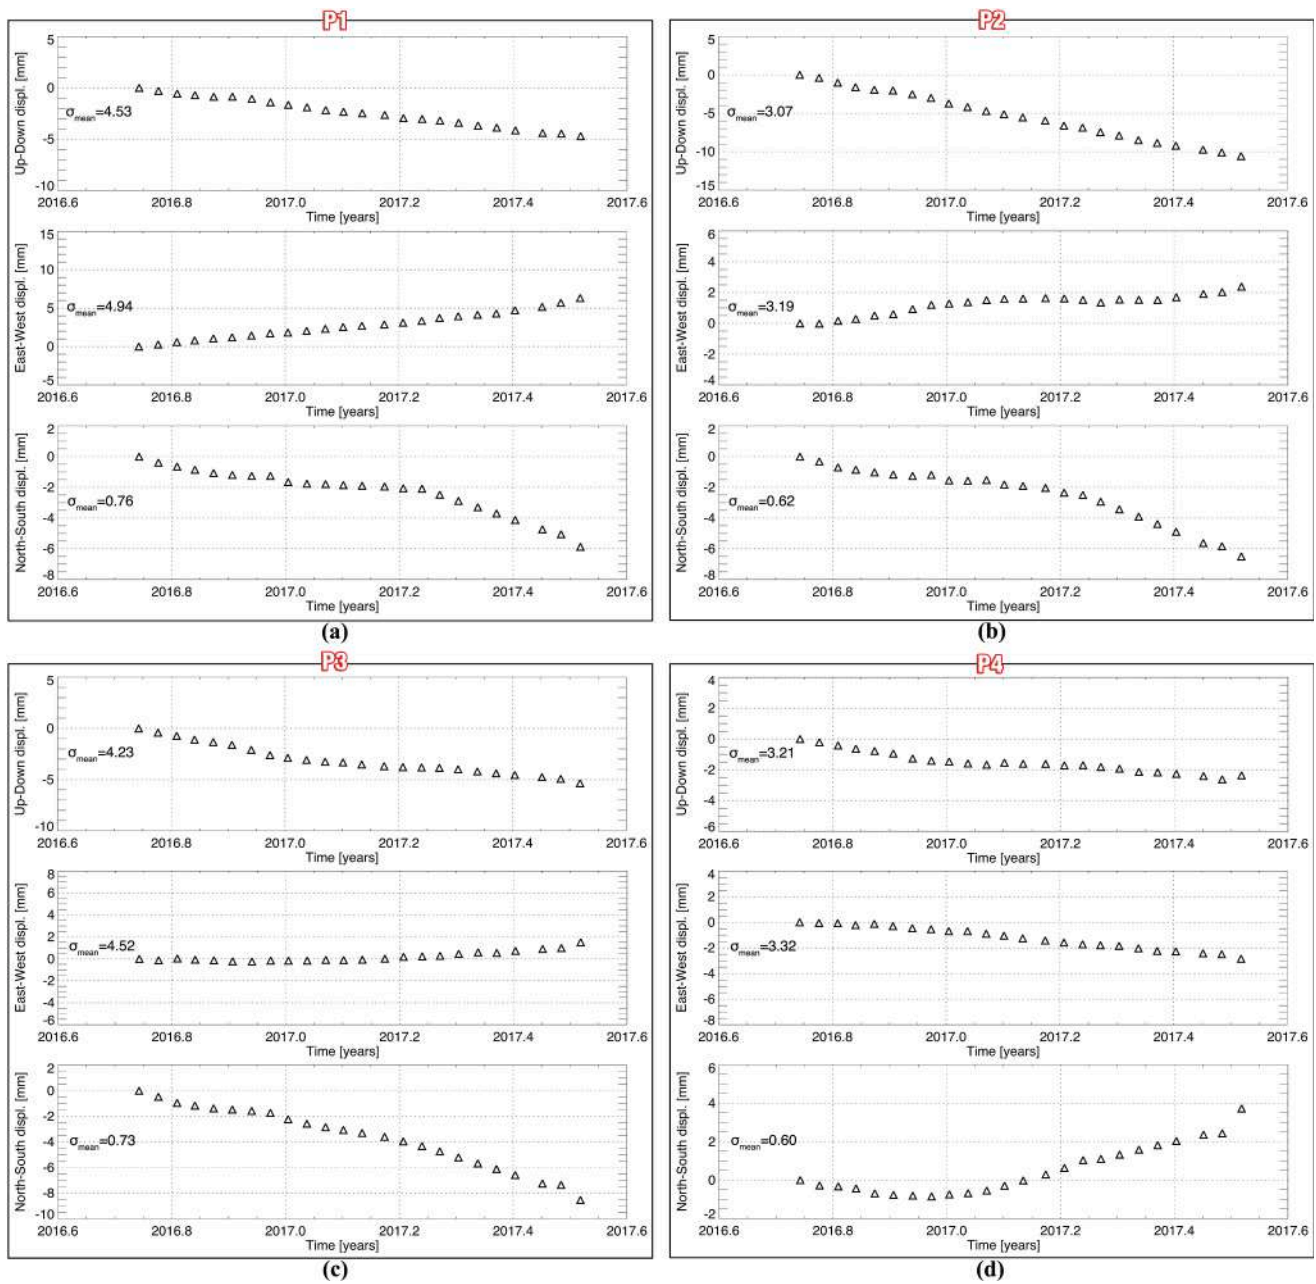 P1
5
0
-5
-10
Up-Down displ. [mm]
σmean=4.53
2016.6 2016.8 2017.0 2017.2 2017.4 2017.6
Time [years]
15
10
5
0
-5
East-West displ. [mm]
σmean=4.94
2016.6 2016.8 2017.0 2017.2 2017.4 2017.6
Time [years]
2
0
-2
-4
-6
-8
North-South displ. [mm]
σmean=0.76
2016.6 2016.8 2017.0 2017.2 2017.4 2017.6
Time [years]
(a)
P2
5
0
-5
-10
-15
Up-Down displ. [mm]
σmean=3.07
2016.6 2016.8 2017.0 2017.2 2017.4 2017.6
Time [years]
6
4
2
0
-2
-4
East-West displ. [mm]
σmean=3.19
2016.6 2016.8 2017.0 2017.2 2017.4 2017.6
Time [years]
2
0
-2
-4
-6
-8
North-South displ. [mm]
σmean=0.62
2016.6 2016.8 2017.0 2017.2 2017.4 2017.6
Time [years]
(b)
P3
5
0
-5
-10
Up-Down displ. [mm]
σmean=4.23
2016.6 2016.8 2017.0 2017.2 2017.4 2017.6
Time [years]
8
6
4
2
0
-2
-4
-6
East-West displ. [mm]
σmean=4.52
2016.6 2016.8 2017.0 2017.2 2017.4 2017.6
Time [years]
2
0
-2
-4
-6
-8
-10
North-South displ. [mm]
σmean=0.73
2016.6 2016.8 2017.0 2017.2 2017.4 2017.6
Time [years]
(c)
P4
4
2
0
-2
-4
-6
Up-Down displ. [mm]
σmean=3.21
2016.6 2016.8 2017.0 2017.2 2017.4 2017.6
Time [years]
4
2
0
-2
-4
-6
-8
East-West displ. [mm]
σmean=3.32
2016.6 2016.8 2017.0 2017.2 2017.4 2017.6
Time [years]
6
4
2
0
-2
North-South displ. [mm]
σmean=0.60
2016.6 2016.8 2017.0 2017.2 2017.4 2017.6
Time [years]
(d)